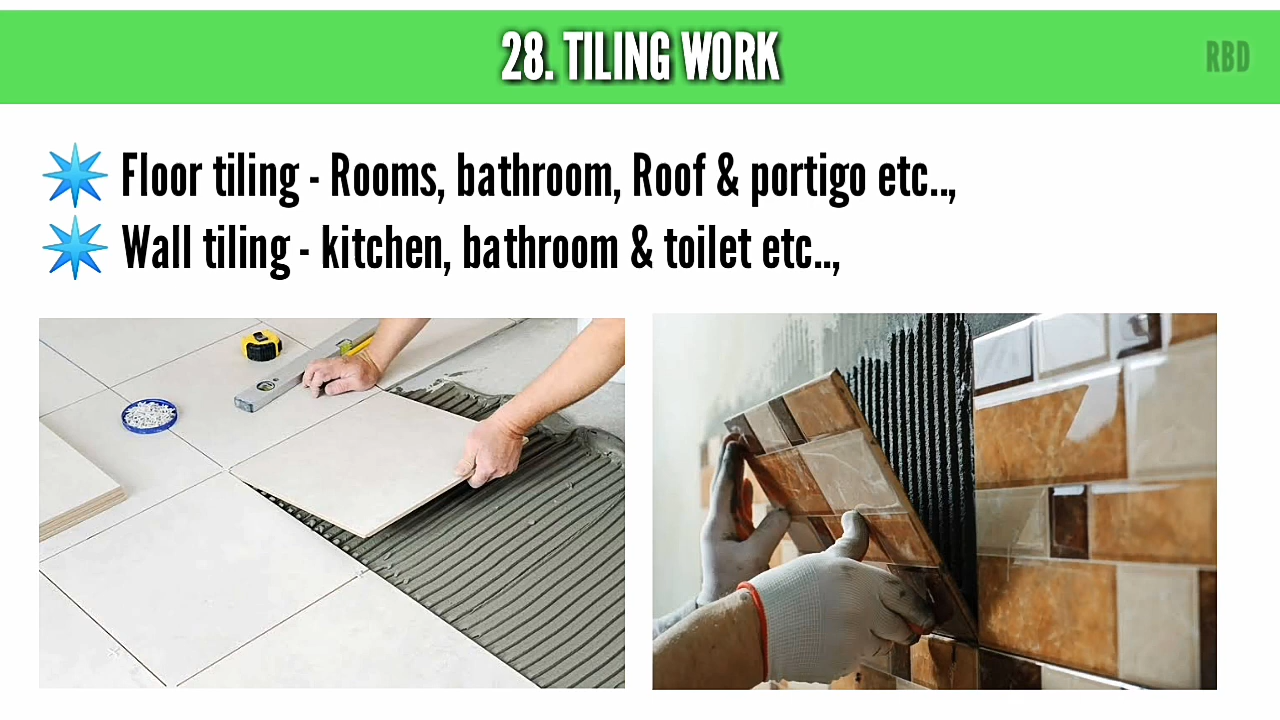 28. TILING WORK
RBD
Floor tiling - Rooms, bathroom, Roof & portigo etc..,
Wall tiling - kitchen, bathroom & toilet etc..,